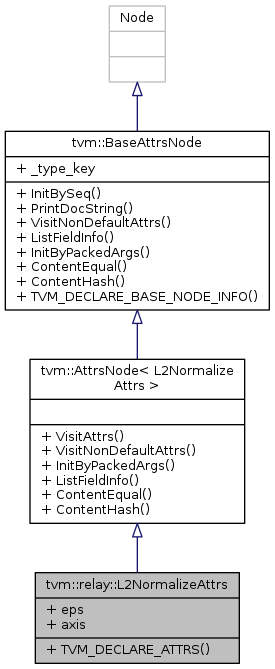 Node
tvm::BaseAttrsNode
+ _type_key
+ InitBySeq()
+ PrintDocString()
+ VisitNonDefaultAttrs()
+ ListFieldInfo()
+ InitByPackedArgs()
+ ContentEqual()
+ ContentHash()
+ TVM_DECLARE_BASE_NODE_INFO()
tvm::AttrsNode< L2Normalize
Attrs >
+ VisitAttrs()
+ VisitNonDefaultAttrs()
+ InitByPackedArgs()
+ ListFieldInfo()
+ ContentEqual()
+ ContentHash()
tvm::relay::L2NormalizeAttrs
+ eps
+ axis
+ TVM_DECLARE_ATTRS()